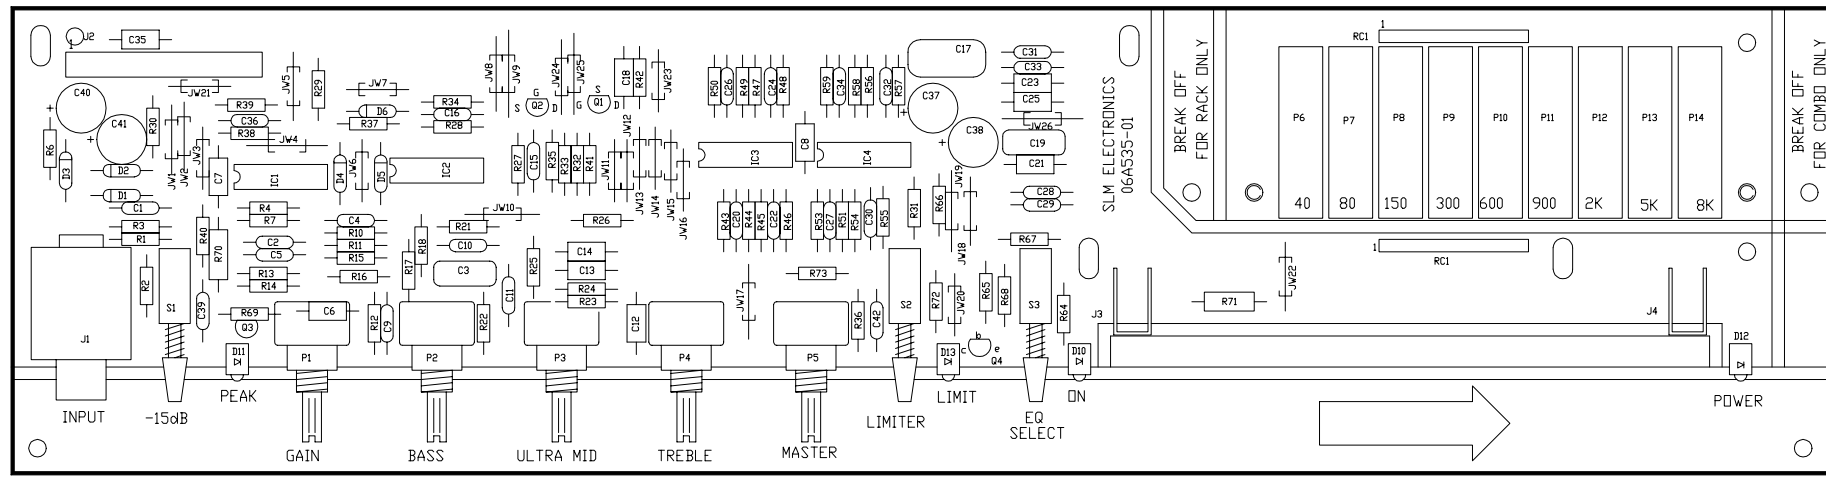 J2
1
C35
C40
+
C41
+
R6
D3
D2
D1
C1
R3
R1
R30
JW1
JW2
JW3
JW21
C7
R39
C36
R38
JW4
IC1
JW5
R29
JW7
D6
R37
D4
JW6
D5
IC2
R34
C16
R28
JW8
JW9
S
G
Q2
D
JW24
JW25
G
S
Q1
D
C18
R42
JW23
JW12
R27
C15
R35
R33
R32
R41
JW11
JW13
JW14
JW15
JW16
R50
C26
R49
R47
C24
R48
IC3
C8
R59
C34
R58
R56
C32
R57
IC4
C17
C37
+
C38
+
C31
C33
C23
C25
JW26
C19
C21
C28
C29
SLM ELECTRONICS
06A535-01
BREAK OFF
FOR RACK ONLY
1
RC1
P6
P7
P8
P9
P10
P11
P12
P13
P14
40
80
150
300
600
900
2K
5K
8K
1
RC1
BREAK OFF
FOR COMBO ONLY
R40
R70
R4
R7
C2
C5
R13
R14
C4
R10
R11
R15
R16
R17
R18
R21
C10
C3
JW10
C11
R25
R26
C14
C13
R24
R23
R43
C20
R44
R45
C22
R46
R53
C27
R51
R54
C30
R55
R31
R66
JW19
JW18
R67
R73
JW17
JW22
R71
J1
R2
S1
C39
R69
Q3
C6
R12
C9
R22
C12
R36
C42
S2
R72
JW20
R65
R68
S3
R64
J3
J4
D11
P1
P2
P3
P4
P5
D13
b
c
e
Q4
D10
D12
INPUT
-15dB
PEAK
GAIN
BASS
ULTRA MID
TREBLE
MASTER
LIMITER
LIMIT
EQ
SELECT
ON
POWER